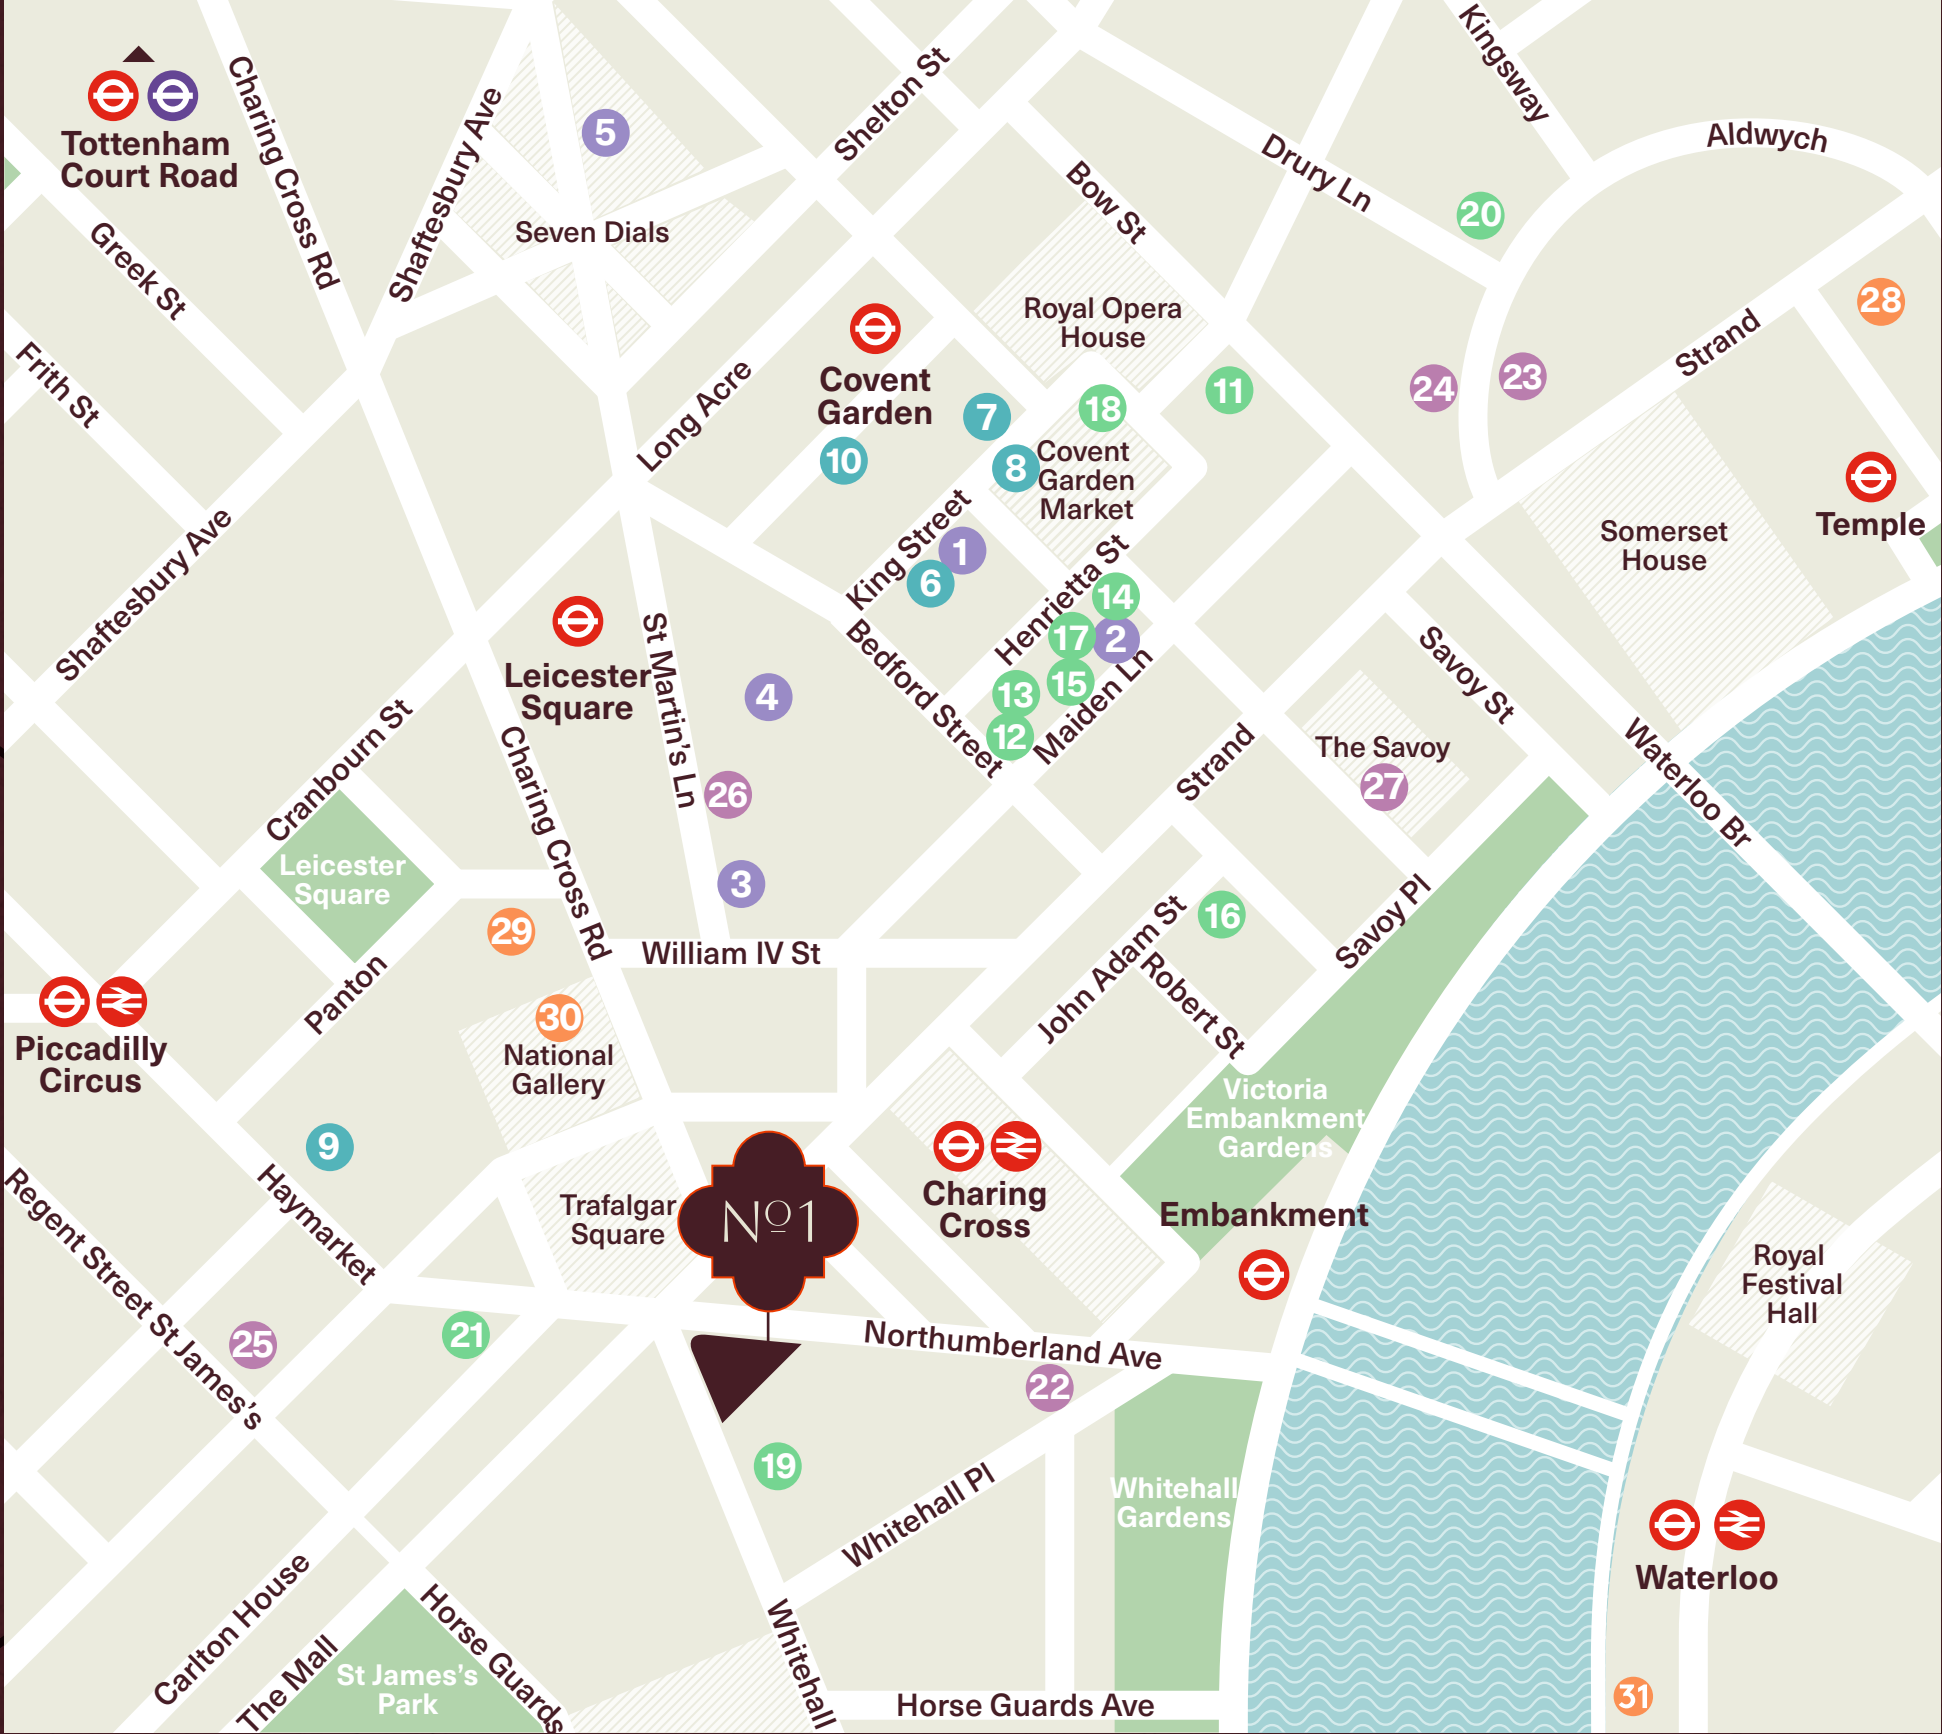 Tottenham
Court Road
Charing Cross Rd
Shaftesbury Ave
5
Seven Dials
Shelton St
Bow St
Drury Ln
Kingsway
Aldwych
20
28
Greek St
Frith St
Royal Opera
House
Covent
Garden
7
10
8
18
11
Covent
Garden
Market
24
23
Strand
Temple
Somerset
House
Long Acre
King Street
1
6
Henrietta St
14
17
2
13
15
12
Maiden Ln
Bedford Street
Shaftesbury Ave
Leicester
Square
St Martin's Ln
4
26
3
Cranbourn St
Charing Cross Rd
Leicester
Square
29
Panton
William IV St
Strand
The Savoy
27
Savoy St
Waterloo Br
Savoy Pl
16
John Adam St
Robert St
Piccadilly
Circus
30
National
Gallery
9
Haymarket
Regent Street St James's
25
21
Trafalgar
Square
Nº1
Charing
Cross
Victoria
Embankment
Gardens
Embankment
Royal
Festival
Hall
Northumberland Ave
22
19
Whitehall Pl
Whitehall
Gardens
Waterloo
Carlton House
The Mall
St James's
Park
Horse Guards
Whitehall
Horse Guards Ave
31